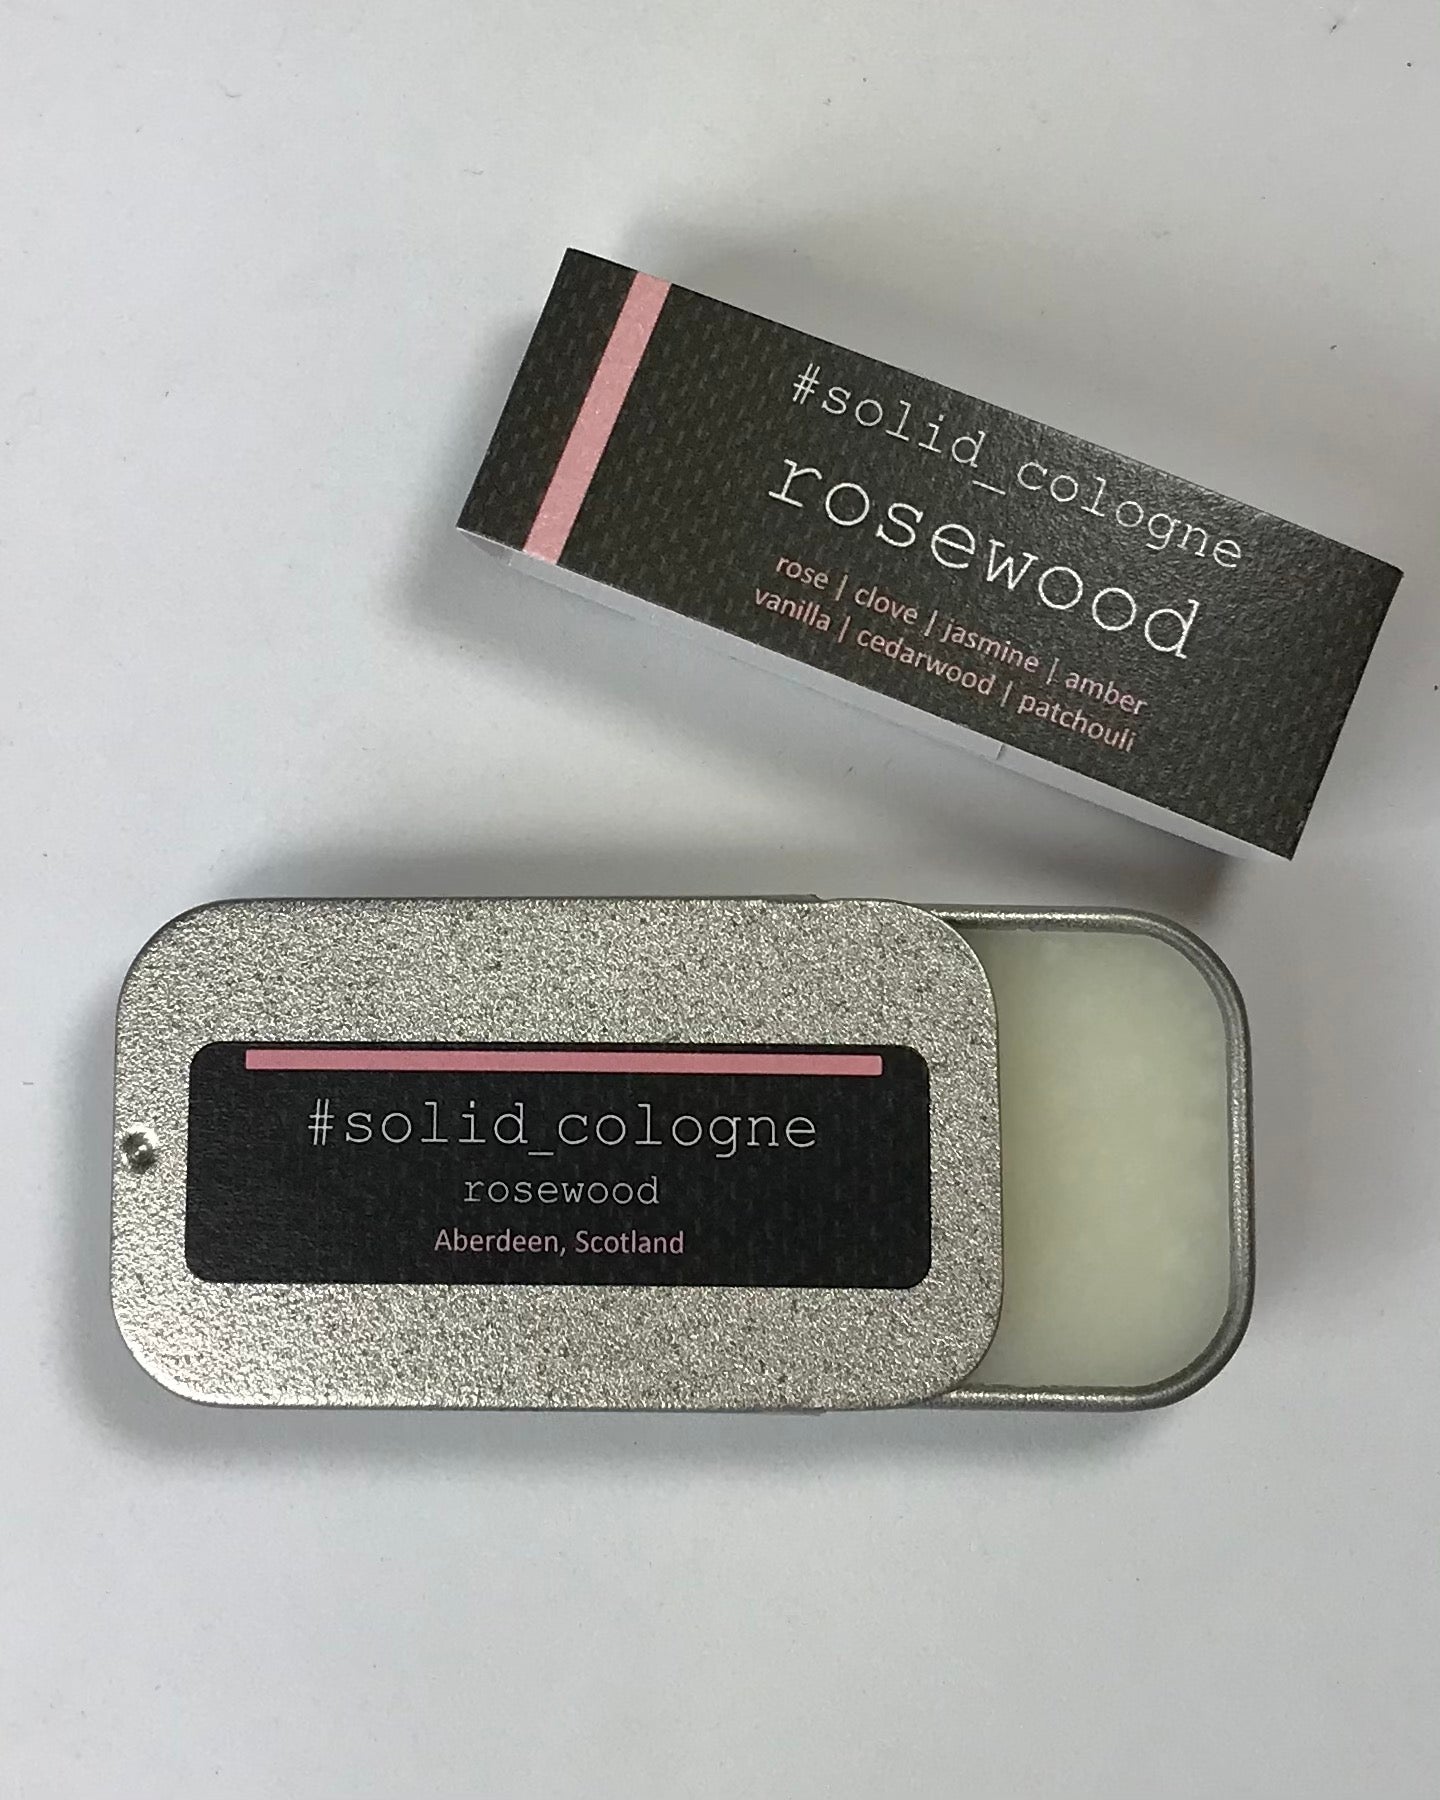 #solid_cologne
rosewood
rose | clove | jasmine | amber
vanilla | cedarwood | patchouli
#solid_cologne
rosewood
Aberdeen, Scotland